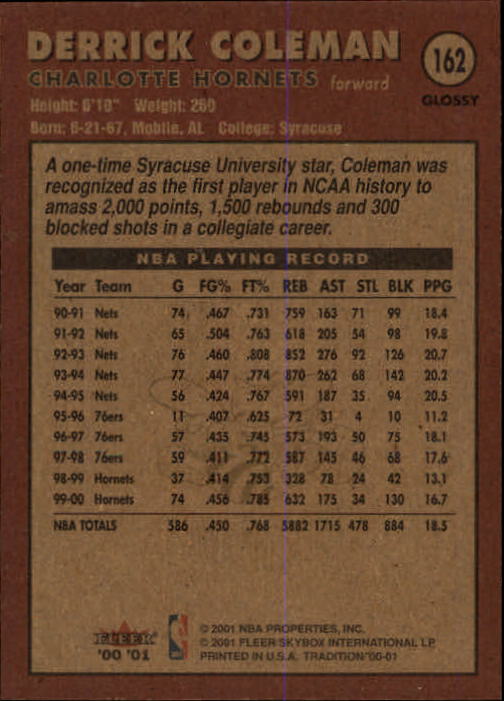 DERRICK COLEMAN
162
CHARLOTTE HORNETS forward
GLOSSY
Height: 6'10" Weight: 260
Born: 6-21-67, Mobile, AL College: Syracuse
A one-time Syracuse University star, Coleman was
recognized as the first player in NCAA history to
amass 2,000 points, 1,500 rebounds and 300
blocked shots in a collegiate career.
NBA PLAYING RECORD
Year Team G FG% FT% REB AST STL BLK PPG
90-91 Nets 74 .467 .731 759 163 71 99 18.4
91-92 Nets 65 .504 .763 618 205 54 98 19.8
92-93 Nets 76 .460 .808 852 276 92 126 20.7
93-94 Nets 77 .447 .774 870 262 68 142 20.2
94-95 Nets 56 .424 .767 591 187 35 94 20.5
95-96 76ers 11 .407 .625 72 31 4 10 11.2
96-97 76ers 57 .435 .745 573 193 50 75 18.1
97-98 76ers 59 .411 .772 587 145 46 68 17.6
98-99 Hornets 37 .414 .753 328 78 24 42 13.1
99-00 Hornets 74 .456 .785 632 175 34 130 16.7
NBA TOTALS 586 .450 .768 5882 1715 478 884 18.5
FLEER
'00 '01
© 2001 NBA PROPERTIES, INC.
© 2001 FLEER/SKYBOX INTERNATIONAL LP
PRINTED IN U.S.A. TRADITION '00-01